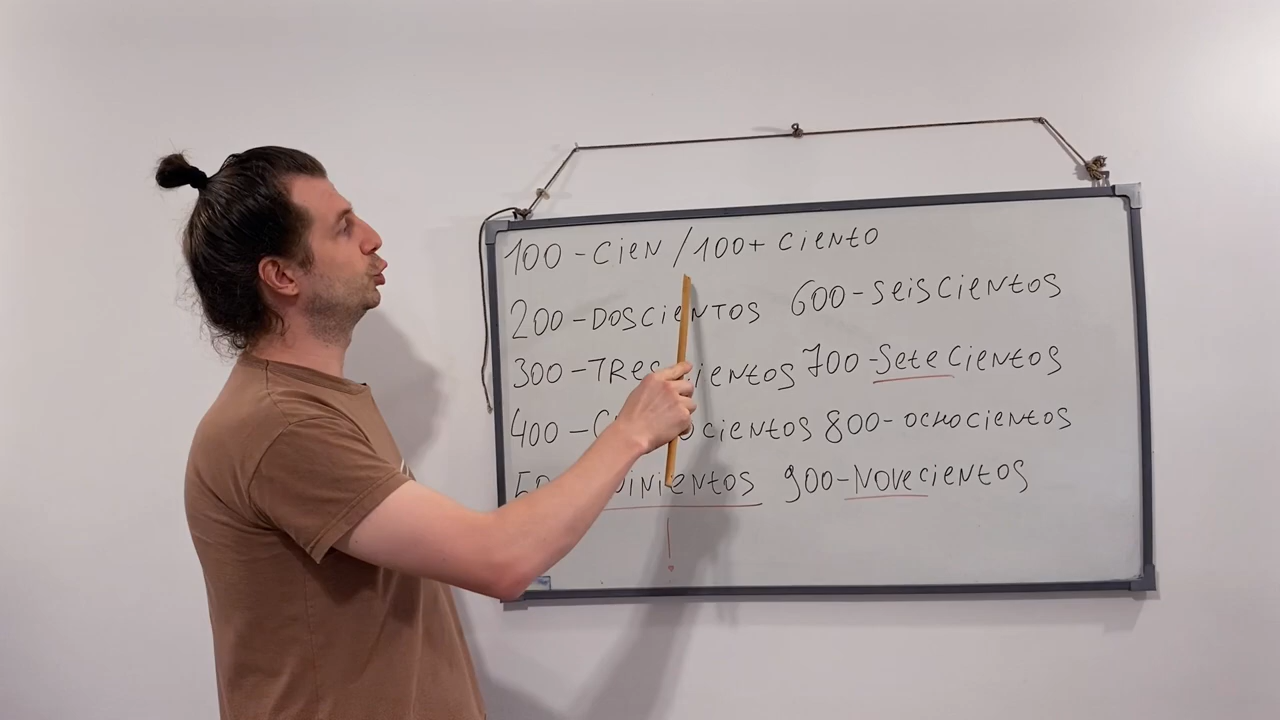 100 - Cien / 100+ Ciento
200 - DOSCieNTOS 600 - SeiSCieNtOS
300 - 700 - SeteCieNtOS
400 - 800 - OCHOCieNtOS
900 - NOVeCieNTOS
!